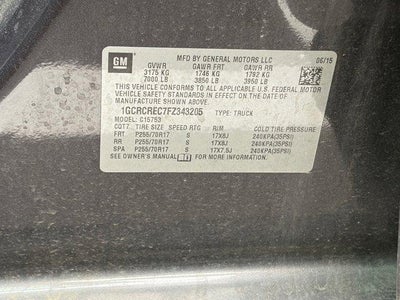 GM
MFD BY GENERAL MOTORS LLC 06/15
GVWR GAWR FRT GAWR RR
3175 KG 1746 KG 1792 KG
7000 LB 3850 LB 3950 LB
THIS VEHICLE CONFORMS TO ALL APPLICABLE U.S. FEDERAL MOTOR
VEHICLE SAFETY STANDARDS IN EFFECT ON
THE DATE OF MANUFACTURE SHOWN ABOVE.
1GCRCREC7FZ343205 TYPE: TRUCK
MODEL: C15753
TIRE SIZE SPEED RTG RIM COLD TIRE PRESSURE
FRT P255/70R17 S 17X8J 240KPA(35PSI)
RR P255/70R17 S 17X8J 240KPA(35PSI)
SPA P255/70R17 S 17X7.5J 240KPA(35PSI)
SEE OWNER'S MANUAL FOR MORE INFORMATION.